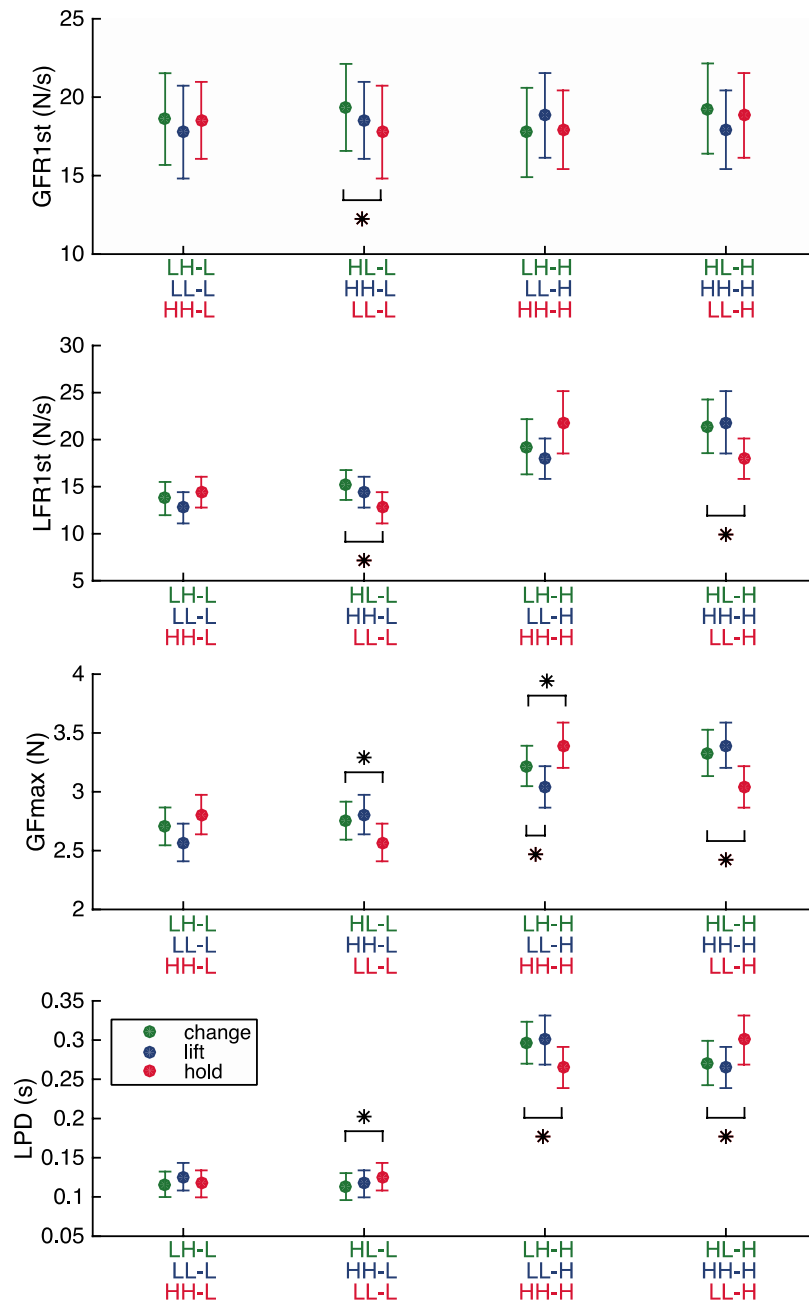 GFR1st (N/s)
25
20
15
10
*
LH-L HL-L LH-H HL-H
LL-L HH-L LL-H HH-H
HH-L LL-L HH-H LL-H
LFR1st (N/s)
30
25
20
15
10
5
* *
LH-L HL-L LH-H HL-H
LL-L HH-L LL-H HH-H
HH-L LL-L HH-H LL-H
GFmax (N)
4
3.5
3
2.5
2
* *
* *
LH-L HL-L LH-H HL-H
LL-L HH-L LL-H HH-H
HH-L LL-L HH-H LL-H
LPD (s)
0.35
0.3
0.25
0.2
0.15
0.1
0.05
change
lift
hold
* * *
LH-L HL-L LH-H HL-H
LL-L HH-L LL-H HH-H
HH-L LL-L HH-H LL-H